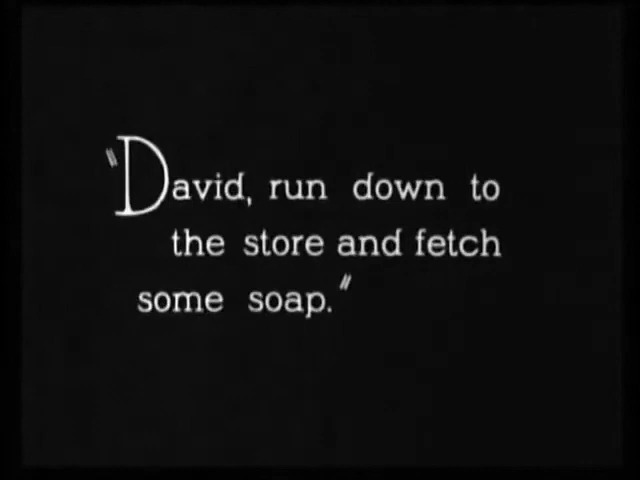 "David, run down to
the store and fetch
some soap."